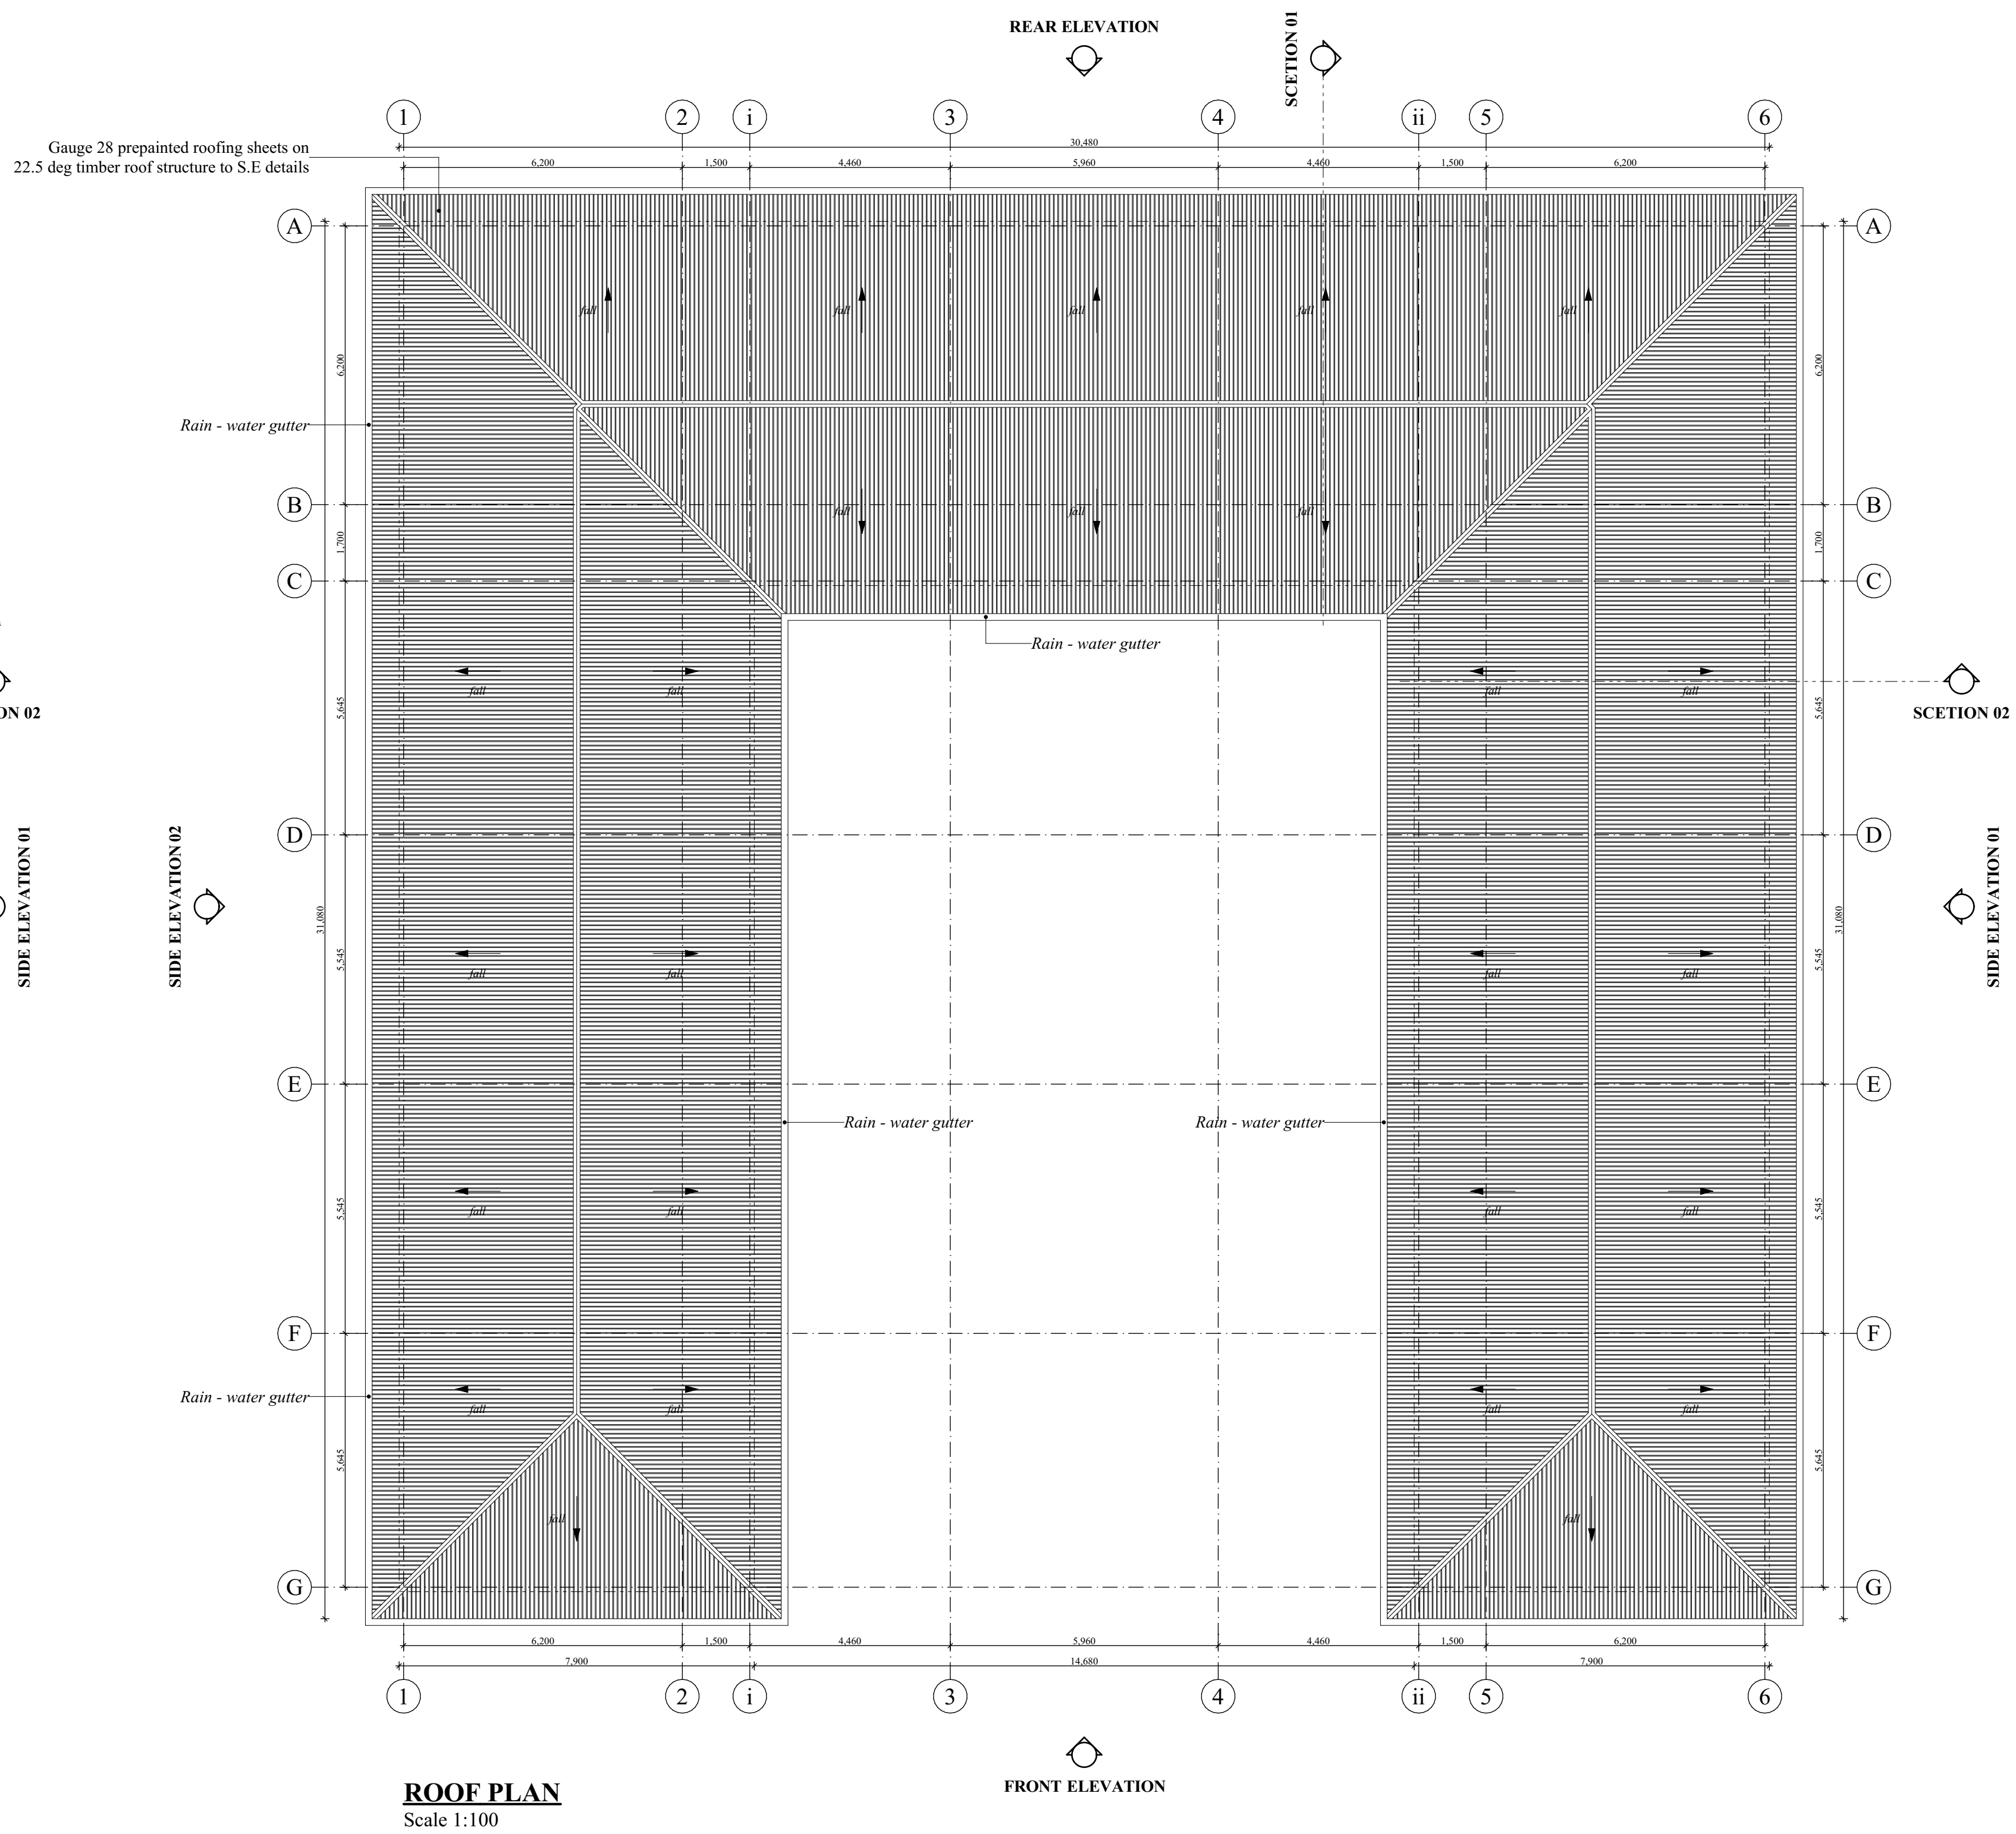 REAR ELEVATION
SCETION 01
1
2
i
3
4
ii
5
6
30,480
6,200
1,500
4,460
5,960
4,460
1,500
6,200
Gauge 28 prepainted roofing sheets on
22.5 deg timber roof structure to S.E details
A
A
fall
fall
fall
fall
fall
6,200
6,200
Rain - water gutter
B
B
fall
fall
fall
1,700
1,700
C
C
Rain - water gutter
fall
fall
fall
fall
5,645
5,645
ON 02
SCETION 02
D
D
SIDE ELEVATION 01
SIDE ELEVATION 02
31,080
5,545
fall
fall
fall
fall
5,545
31,080
SIDE ELEVATION 01
E
E
Rain - water gutter
Rain - water gutter
5,545
fall
fall
fall
fall
5,545
F
F
Rain - water gutter
fall
fall
fall
fall
5,645
5,645
fall
fall
G
G
6,200
1,500
4,460
5,960
4,460
1,500
6,200
7,900
14,680
7,900
1
2
i
3
4
ii
5
6
FRONT ELEVATION
ROOF PLAN
Scale 1:100